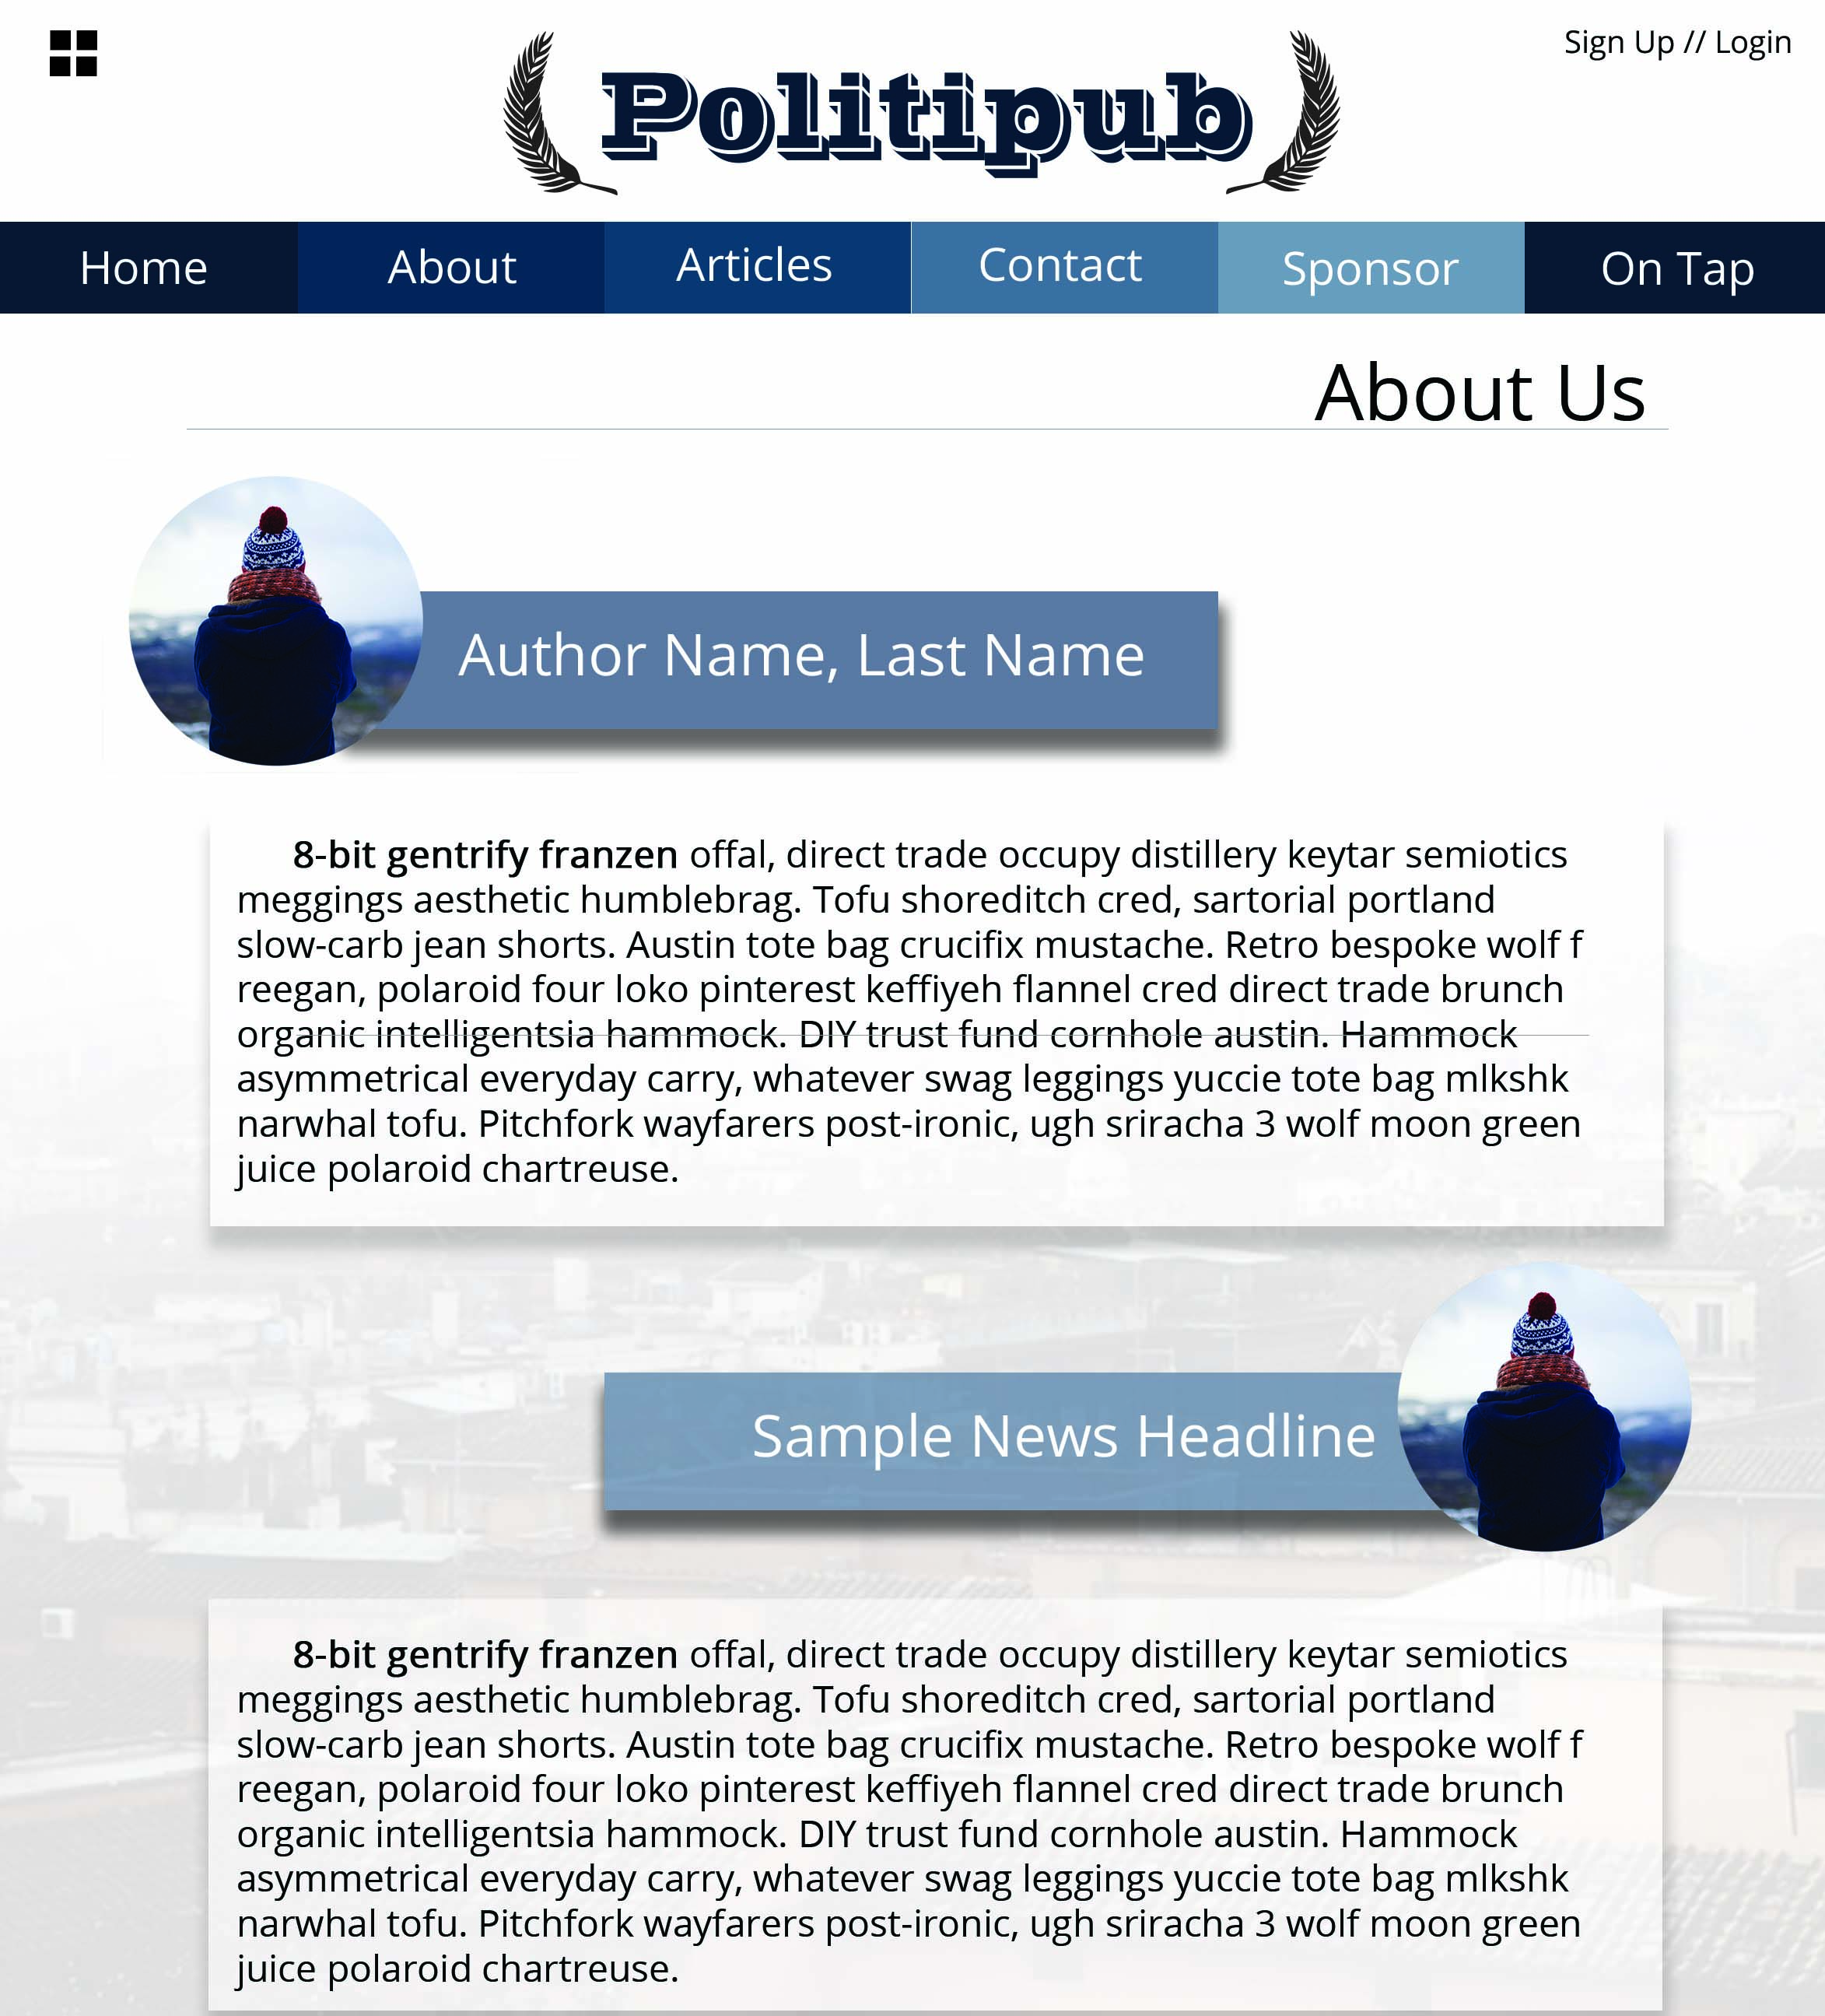 Sign Up // Login
Politipub
Home About Articles Contact Sponsor On Tap
About Us
Author Name, Last Name
8-bit gentrify franzen offal, direct trade occupy distillery keytar semiotics
meggings aesthetic humblebrag. Tofu shoreditch cred, sartorial portland
slow-carb jean shorts. Austin tote bag crucifix mustache. Retro bespoke wolf f
reegan, polaroid four loko pinterest keffiyeh flannel cred direct trade brunch
organic intelligentsia hammock. DIY trust fund cornhole austin. Hammock
asymmetrical everyday carry, whatever swag leggings yuccie tote bag mlkshk
narwhal tofu. Pitchfork wayfarers post-ironic, ugh sriracha 3 wolf moon green
juice polaroid chartreuse.
Sample News Headline
8-bit gentrify franzen offal, direct trade occupy distillery keytar semiotics
meggings aesthetic humblebrag. Tofu shoreditch cred, sartorial portland
slow-carb jean shorts. Austin tote bag crucifix mustache. Retro bespoke wolf f
reegan, polaroid four loko pinterest keffiyeh flannel cred direct trade brunch
organic intelligentsia hammock. DIY trust fund cornhole austin. Hammock
asymmetrical everyday carry, whatever swag leggings yuccie tote bag mlkshk
narwhal tofu. Pitchfork wayfarers post-ironic, ugh sriracha 3 wolf moon green
juice polaroid chartreuse.